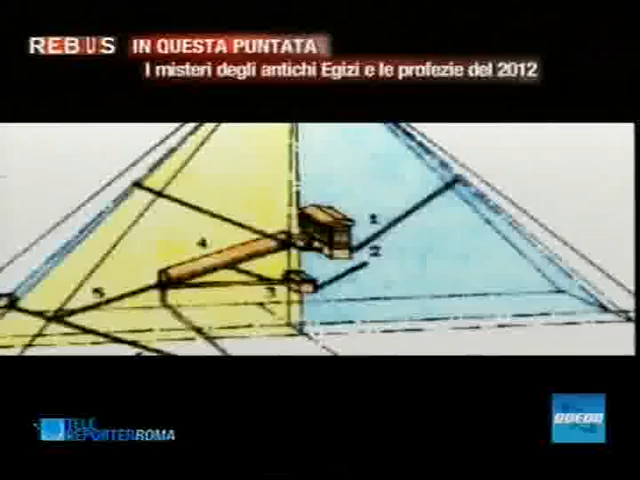 REBUS IN QUESTA PUNTATA
I misteri degli antichi Egizi e le profezie del 2012
1
2
4
3
5
TELE
REPORTER ROMA
ODEON